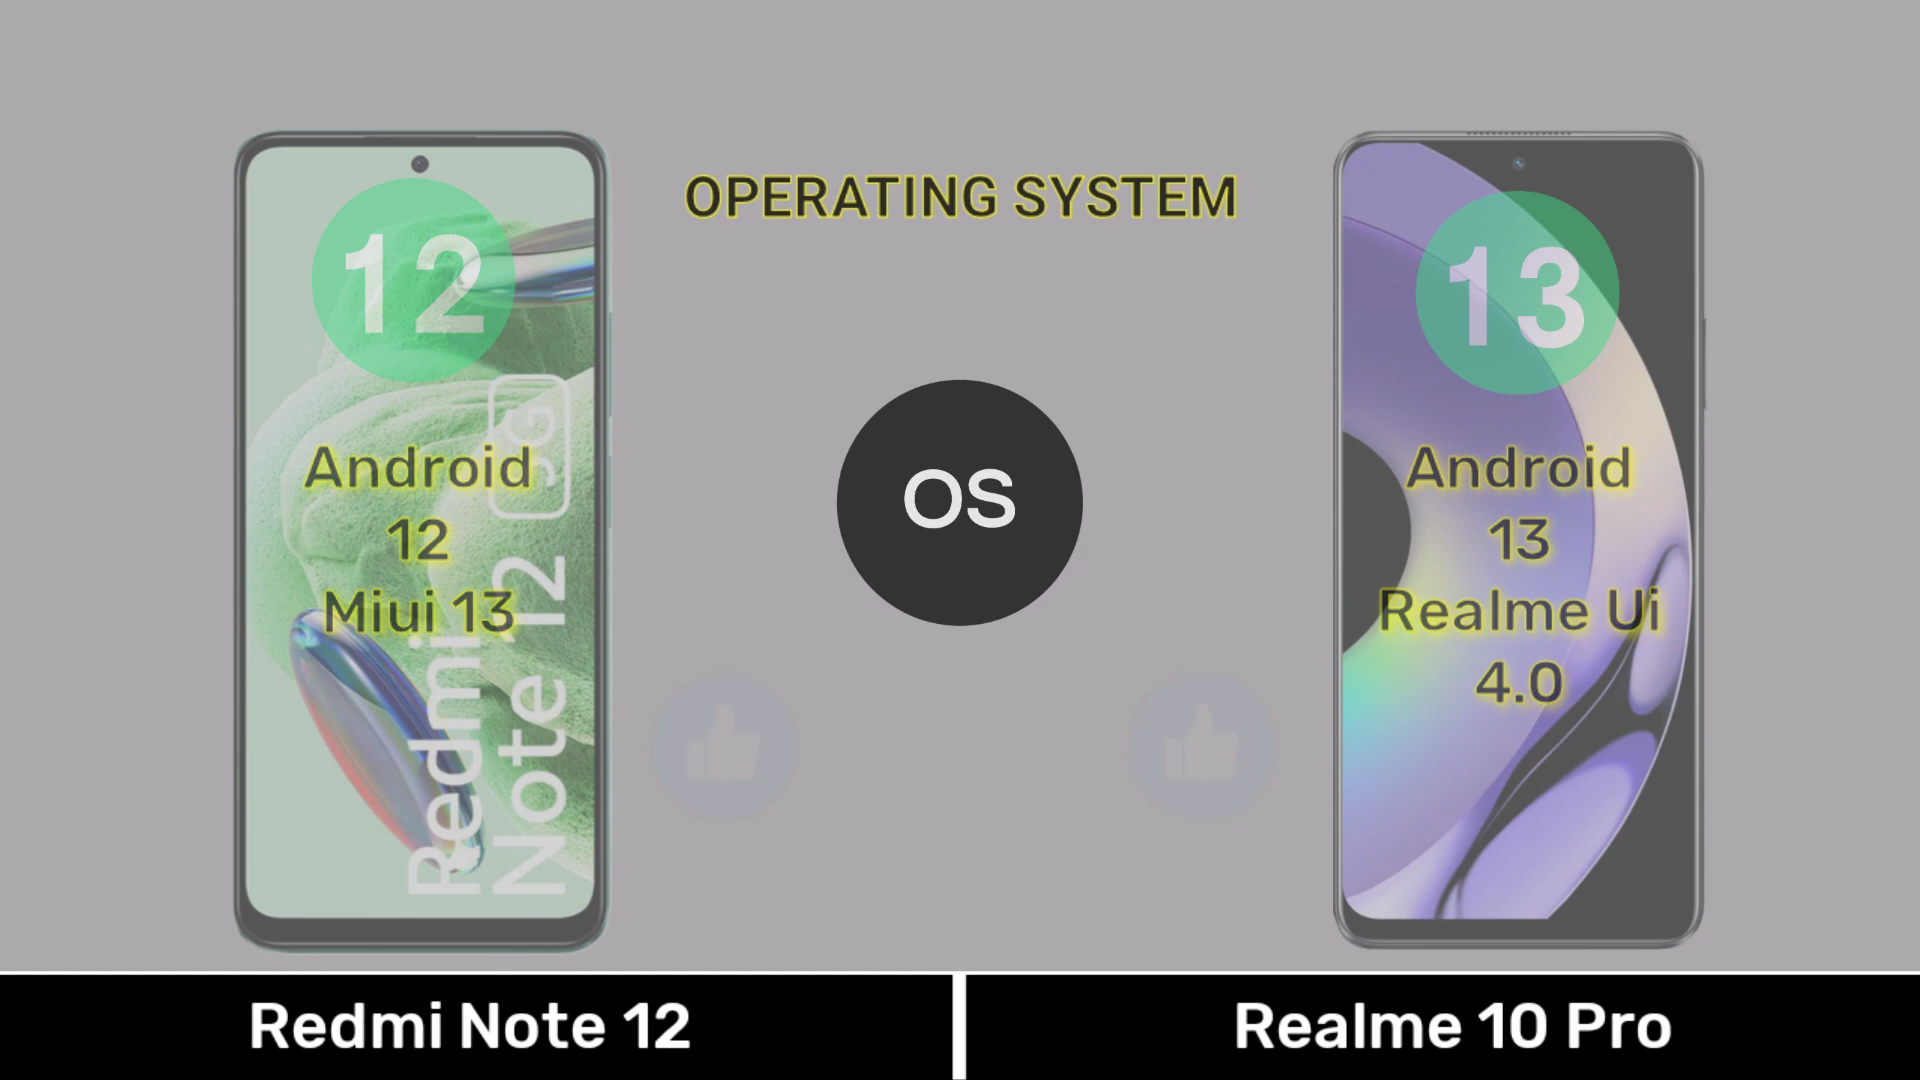 OPERATING SYSTEM
12
Android
12
Miui 13
Redmi
Note 12 5G
OS
13
Android
13
Realme Ui
4.0
Redmi Note 12
Realme 10 Pro